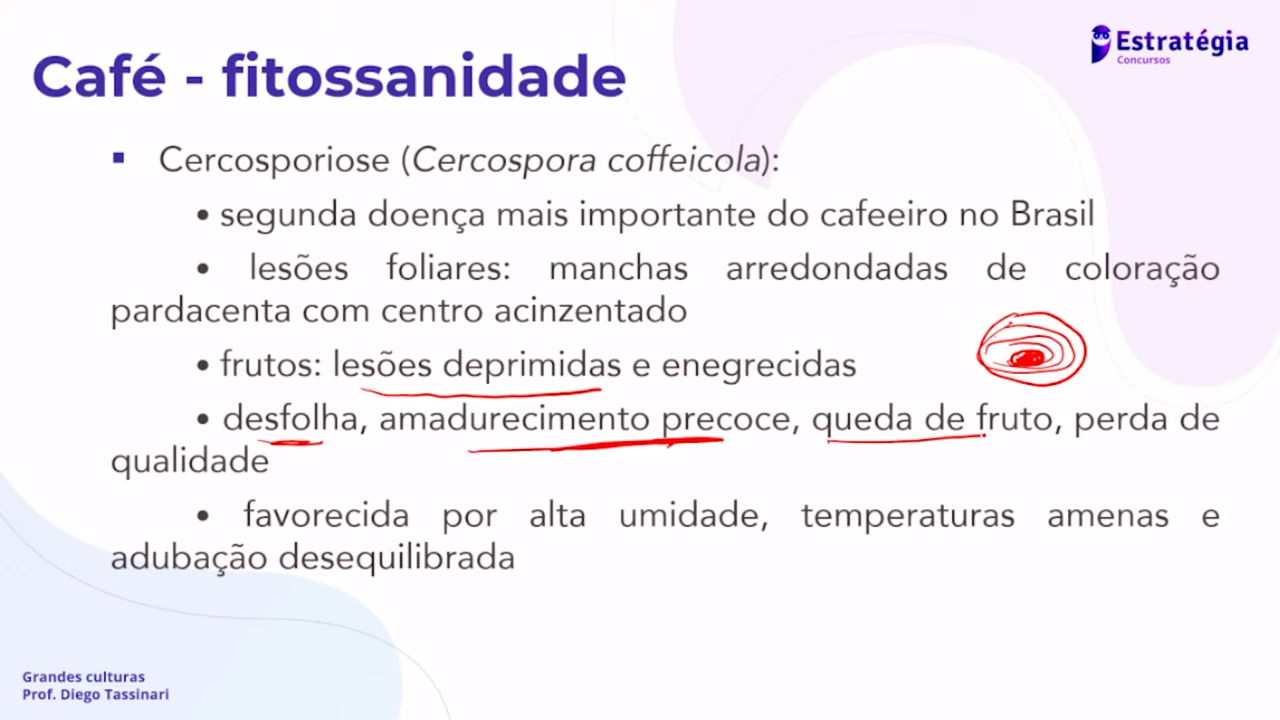 Estratégia
Concursos
Café - fitossanidade
▪ Cercosporiose (Cercospora coffeicola):
• segunda doença mais importante do cafeeiro no Brasil
• lesões foliares: manchas arredondadas de coloração
pardacenta com centro acinzentado
• frutos: lesões deprimidas e enegrecidas
• desfolha, amadurecimento precoce, queda de fruto, perda de
qualidade
• favorecida por alta umidade, temperaturas amenas e
adubação desequilibrada
Grandes culturas
Prof. Diego Tassinari